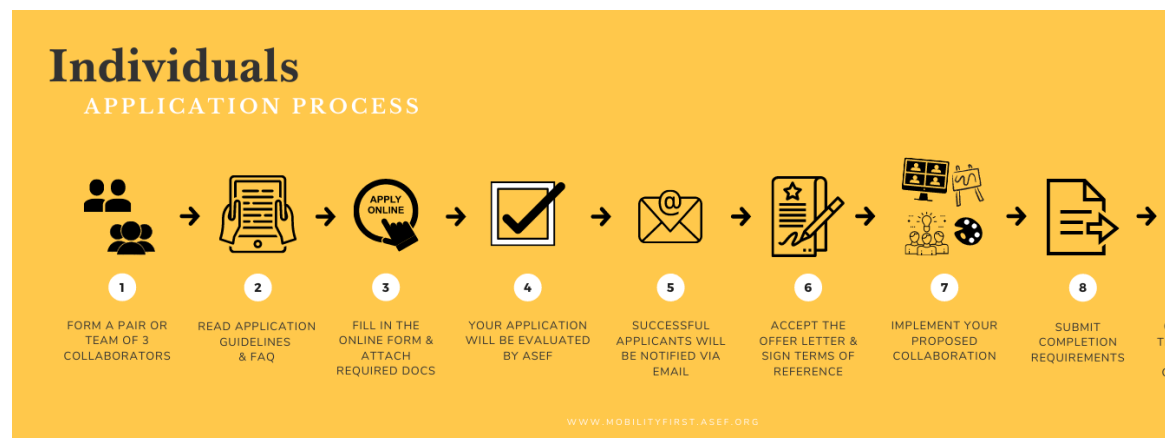 Individuals
APPLICATION PROCESS
APPLY
ONLINE
@
1
FORM A PAIR OR
TEAM OF 3
COLLABORATORS
2
READ APPLICATION
GUIDELINES
& FAQ
3
FILL IN THE
ONLINE FORM &
ATTACH
REQUIRED DOCS
4
YOUR APPLICATION
WILL BE EVALUATED
BY ASEF
5
SUCCESSFUL
APPLICANTS WILL
BE NOTIFIED VIA
EMAIL
6
ACCEPT THE
OFFER LETTER &
SIGN TERMS OF
REFERENCE
7
IMPLEMENT YOUR
PROPOSED
COLLABORATION
8
SUBMIT
COMPLETION
REQUIREMENTS
WWW.MOBILITYFIRST.ASEF.ORG